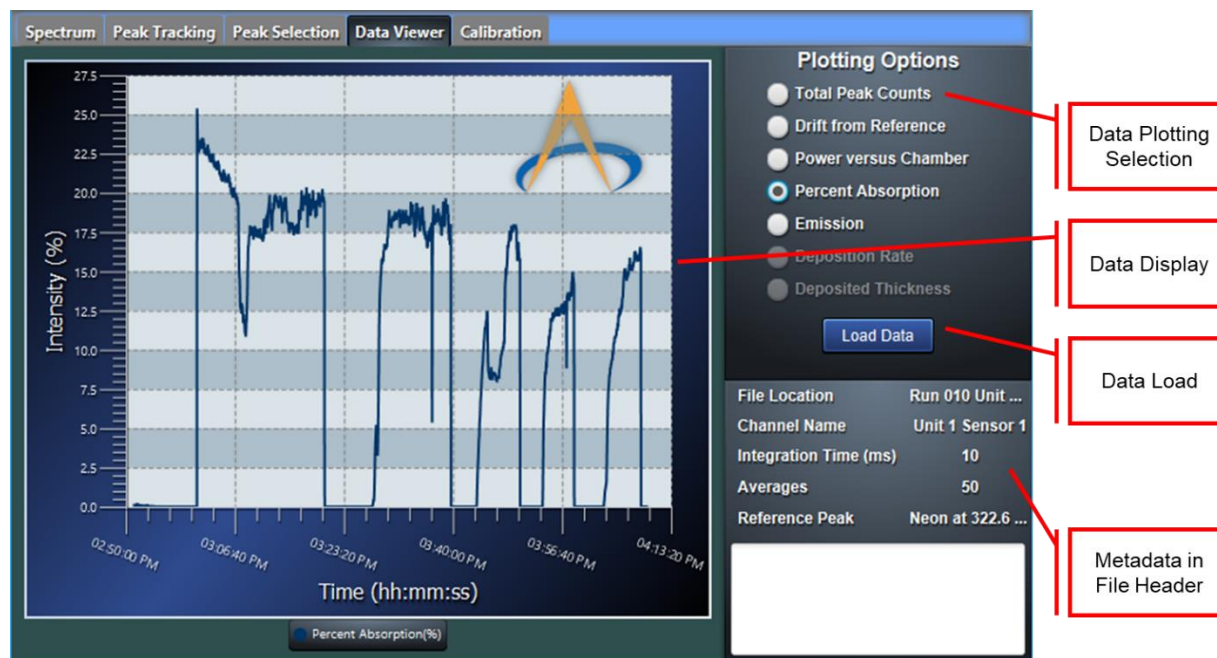 Spectrum Peak Tracking Peak Selection Data Viewer Calibration
27.5
25.0
22.5
20.0
17.5
15.0
12.5
10.0
7.5
5.0
2.5
0.0
Intensity (%)
02:50:00 PM 03:06:40 PM 03:23:20 PM 03:40:00 PM 03:56:40 PM 04:13:20 PM
Time (hh:mm:ss)
Percent Absorption(%)
Plotting Options
Total Peak Counts
Drift from Reference
Power versus Chamber
Percent Absorption
Emission
Deposition Rate
Deposited Thickness
Load Data
File Location Run 010 Unit ...
Channel Name Unit 1 Sensor 1
Integration Time (ms) 10
Averages 50
Reference Peak Neon at 322.6 ...
Data Plotting
Selection
Data Display
Data Load
Metadata in
File Header